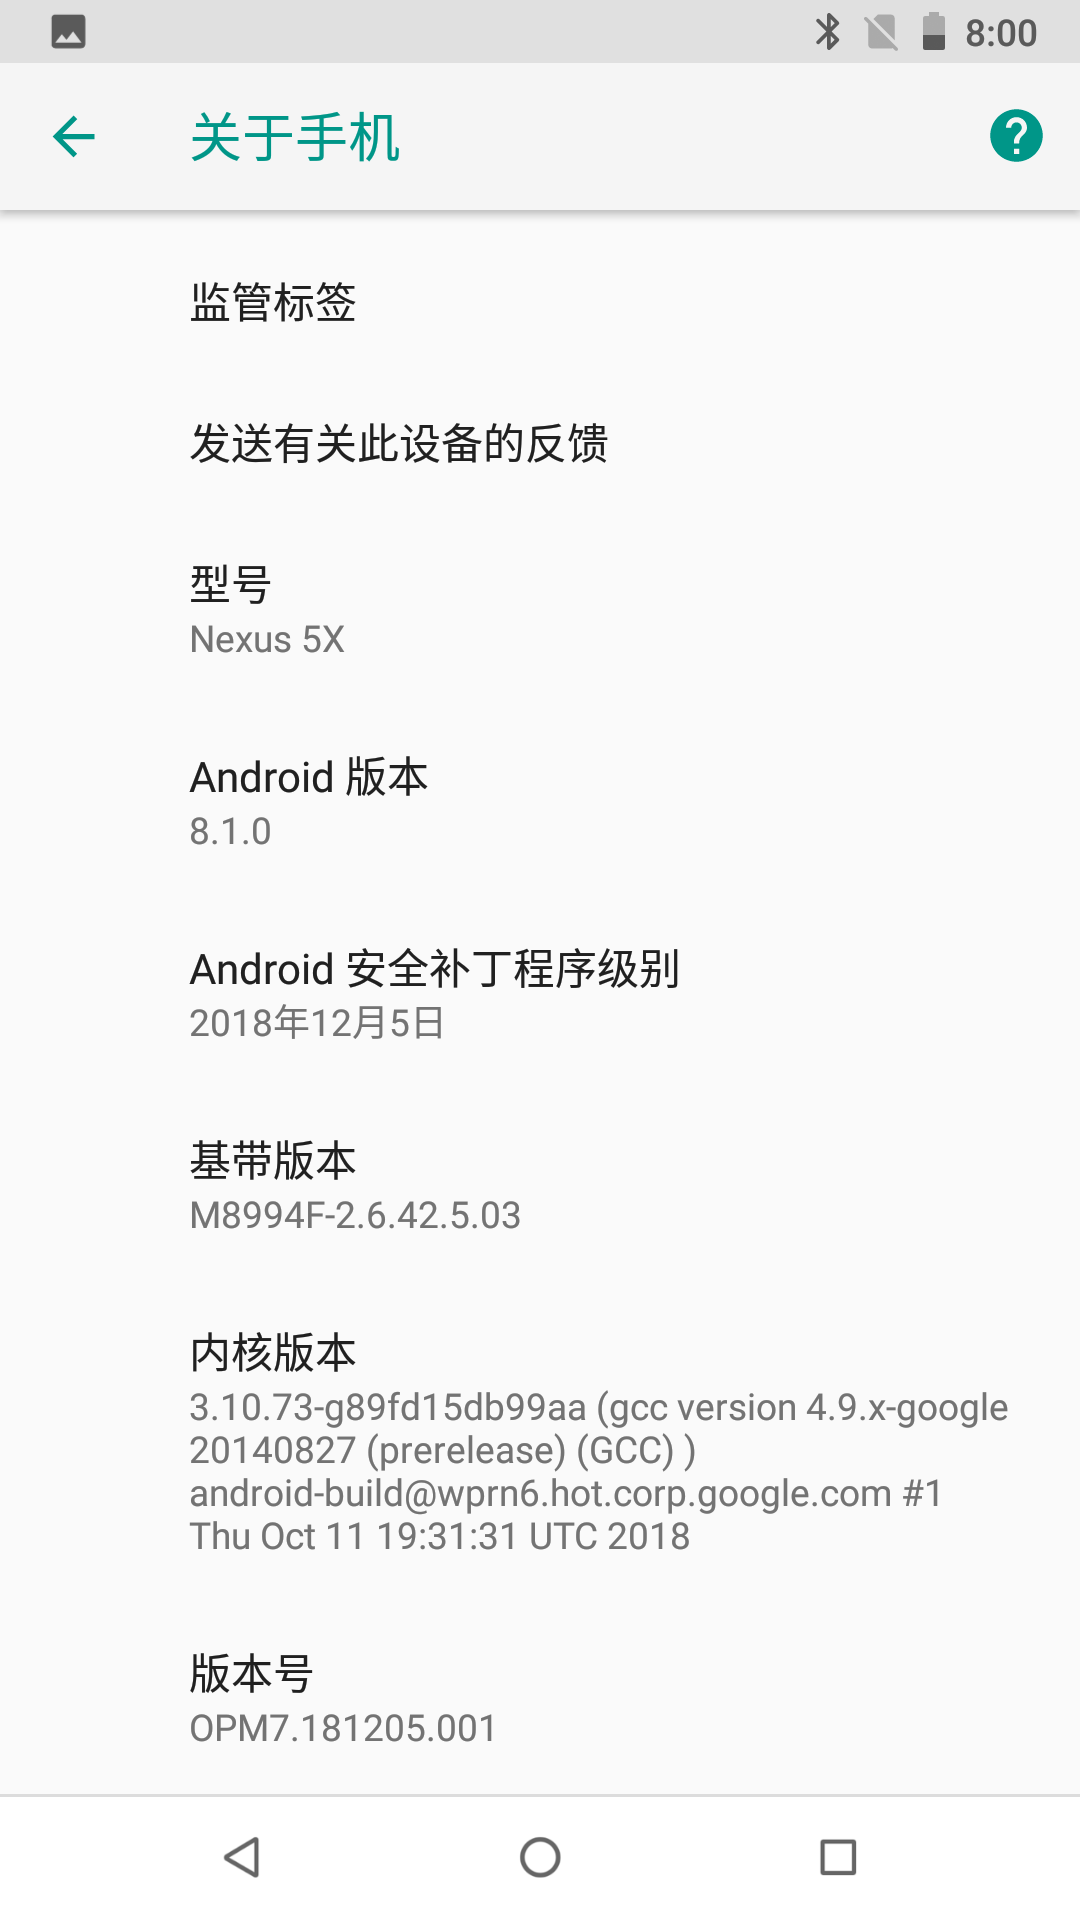 8:00
关于手机
监管标签
发送有关此设备的反馈
型号
Nexus 5X
Android 版本
8.1.0
Android 安全补丁程序级别
2018年12月5日
基带版本
M8994F-2.6.42.5.03
内核版本
3.10.73-g89fd15db99aa (gcc version 4.9.x-google
20140827 (prerelease) (GCC) )
android-build@wprn6.hot.corp.google.com #1
Thu Oct 11 19:31:31 UTC 2018
版本号
OPM7.181205.001